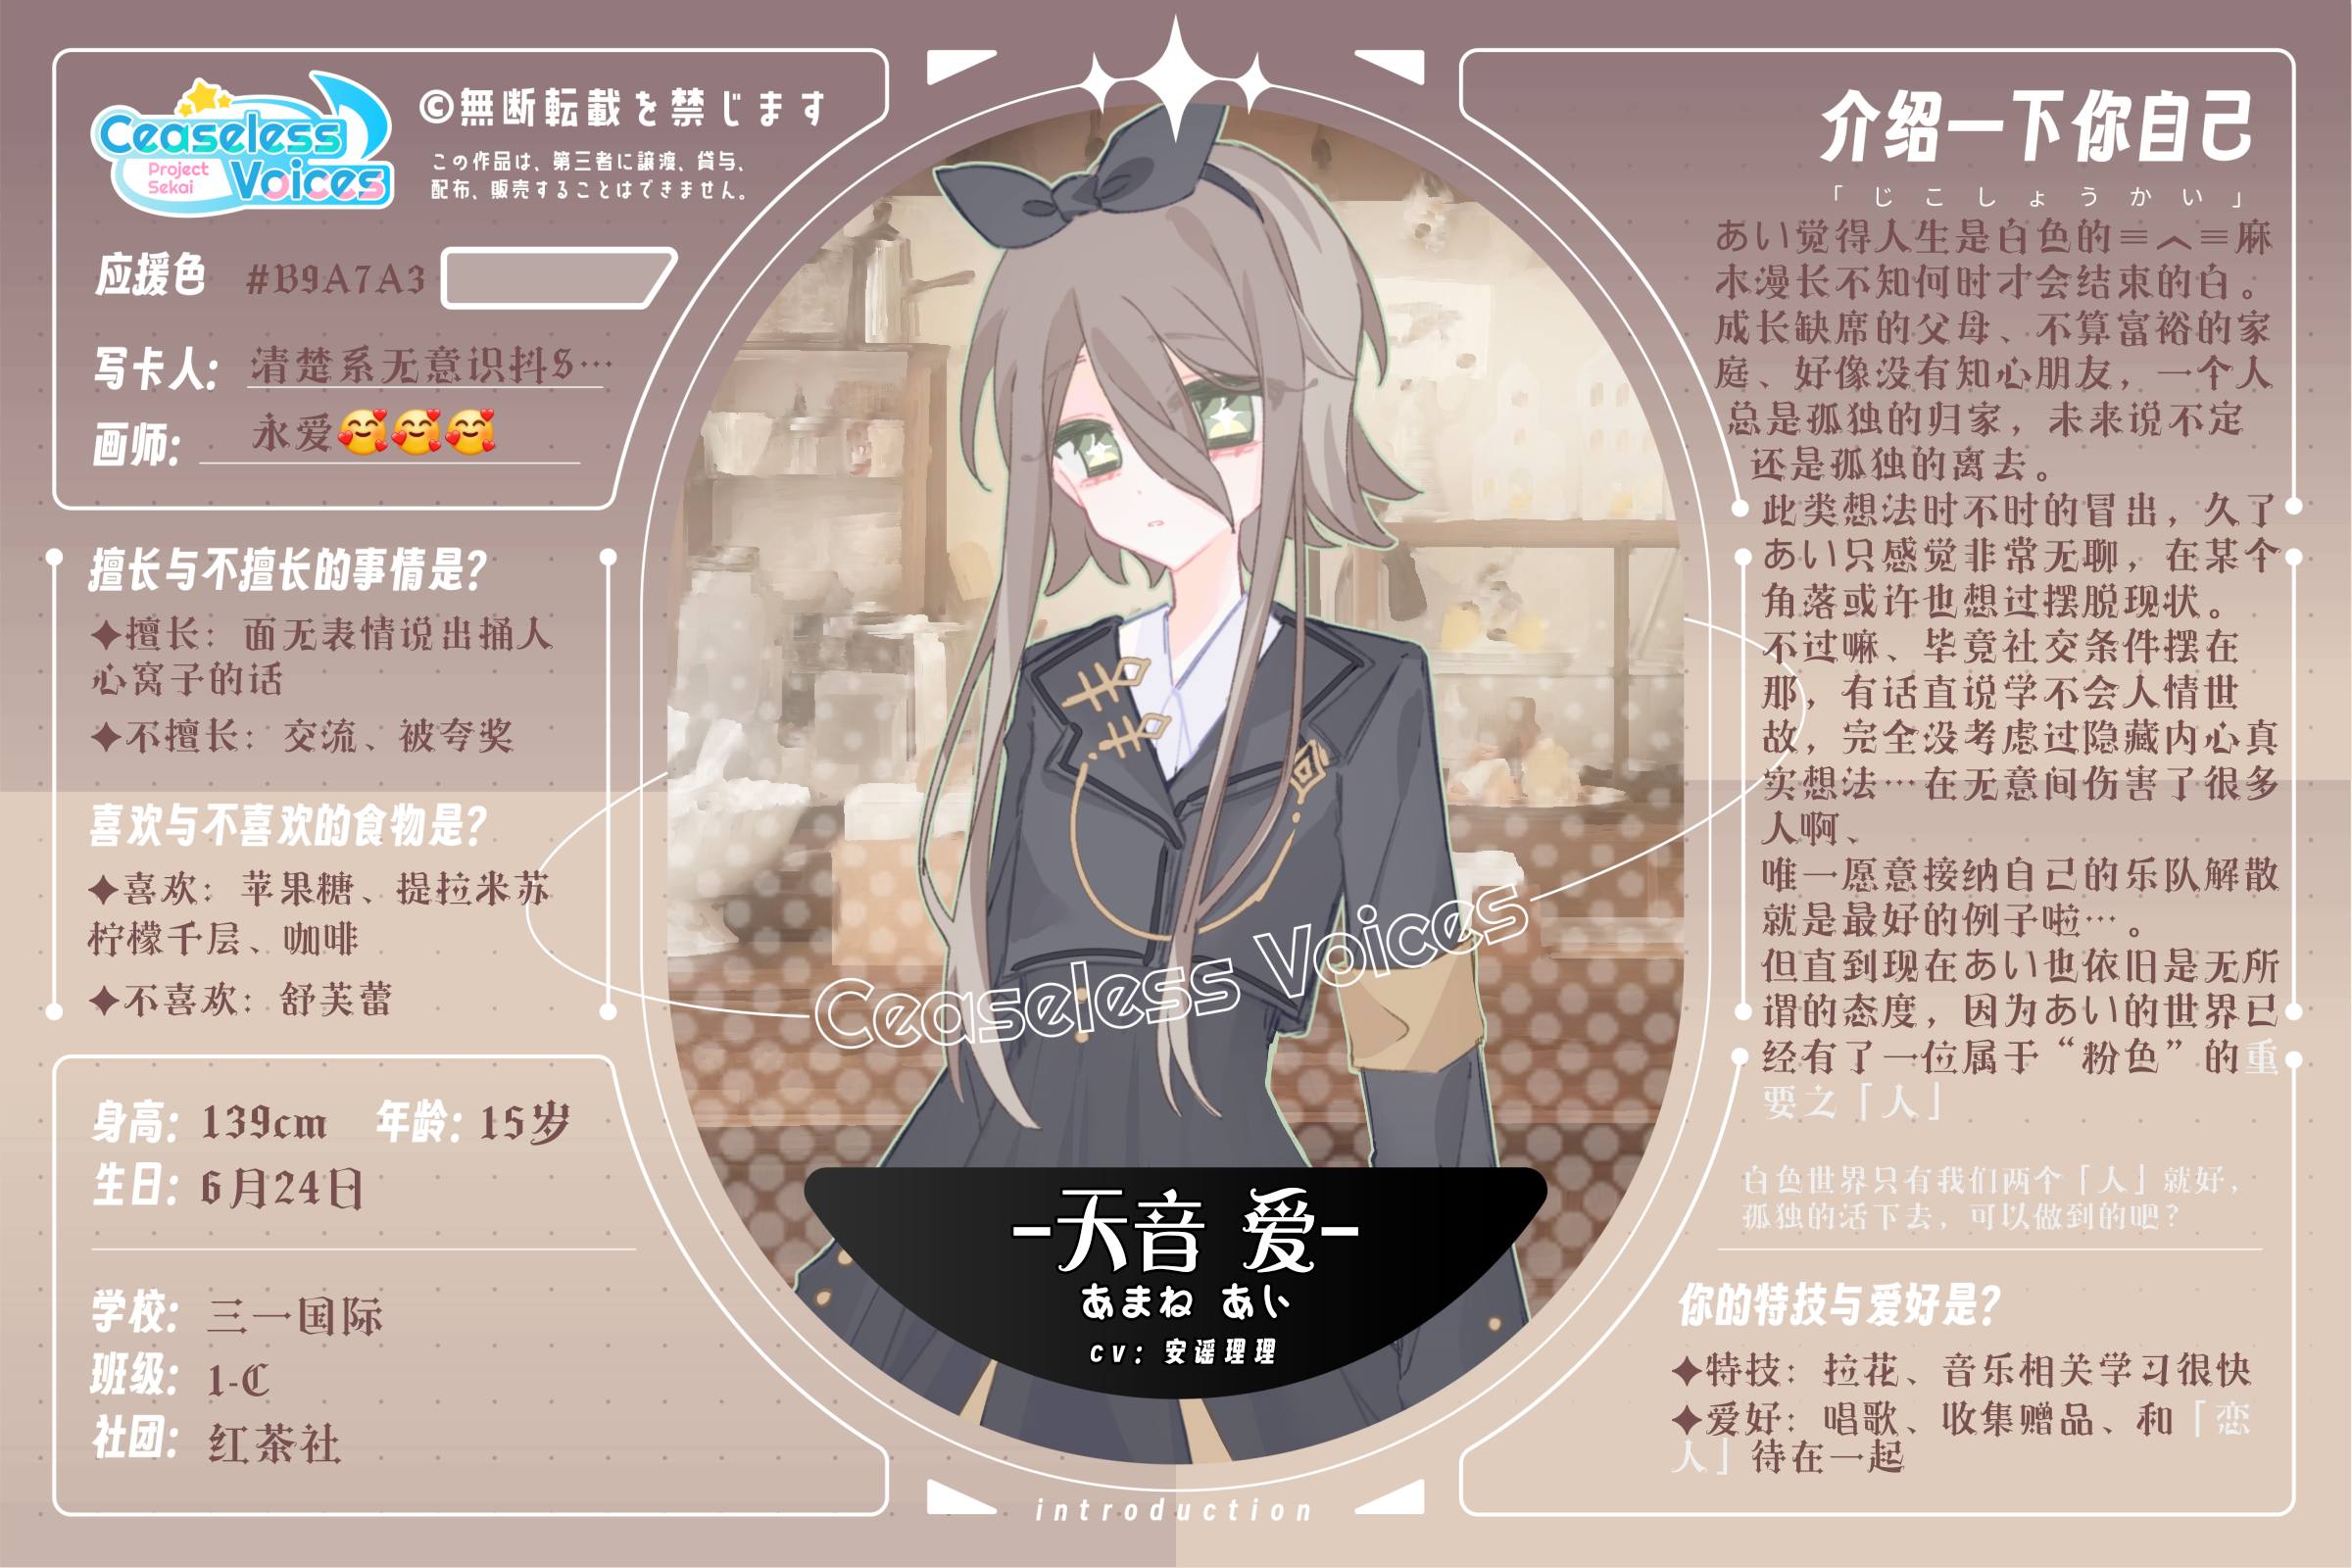 Ceaseless
Project
Sekai
Voices
©無断転載を禁じます
この作品は、第三者に譲渡、貸与、
配布、販売することはできません。
应援色 #B9A7A3
写卡人: 清楚系无意识抖S…
画师: 永爱🥰🥰🥰
擅长与不擅长的事情是?
✦擅长：面无表情说出捅人
心窝子的话
✦不擅长：交流、被夸奖
喜欢与不喜欢的食物是?
✦喜欢：苹果糖、提拉米苏
柠檬千层、咖啡
✦不喜欢：舒芙蕾
身高: 139cm 年龄: 15岁
生日: 6月24日
学校: 三一国际
班级: 1-C
社团: 红茶社
Ceaseless Voices
-天音 爱-
あまね あい
cv: 安谣理理
introduction
介绍一下你自己
「じこしょうかい」
あい觉得人生是白色的≡︿≡麻
木漫长不知何时才会结束的白。
成长缺席的父母、不算富裕的家
庭、好像没有知心朋友，一个人
总是孤独的归家，未来说不定
还是孤独的离去。
此类想法时不时的冒出，久了
あい只感觉非常无聊，在某个
角落或许也想过摆脱现状。
不过嘛、毕竟社交条件摆在
那，有话直说学不会人情世
故，完全没考虑过隐藏内心真
实想法…在无意间伤害了很多
人啊、
唯一愿意接纳自己的乐队解散
就是最好的例子啦…。
但直到现在あい也依旧是无所
谓的态度，因为あい的世界已
经有了一位属于“粉色”的重
要之「人」
白色世界只有我们两个「人」就好，
孤独的活下去，可以做到的吧？
你的特技与爱好是?
✦特技：拉花、音乐相关学习很快
✦爱好：唱歌、收集赠品、和「恋
人」待在一起